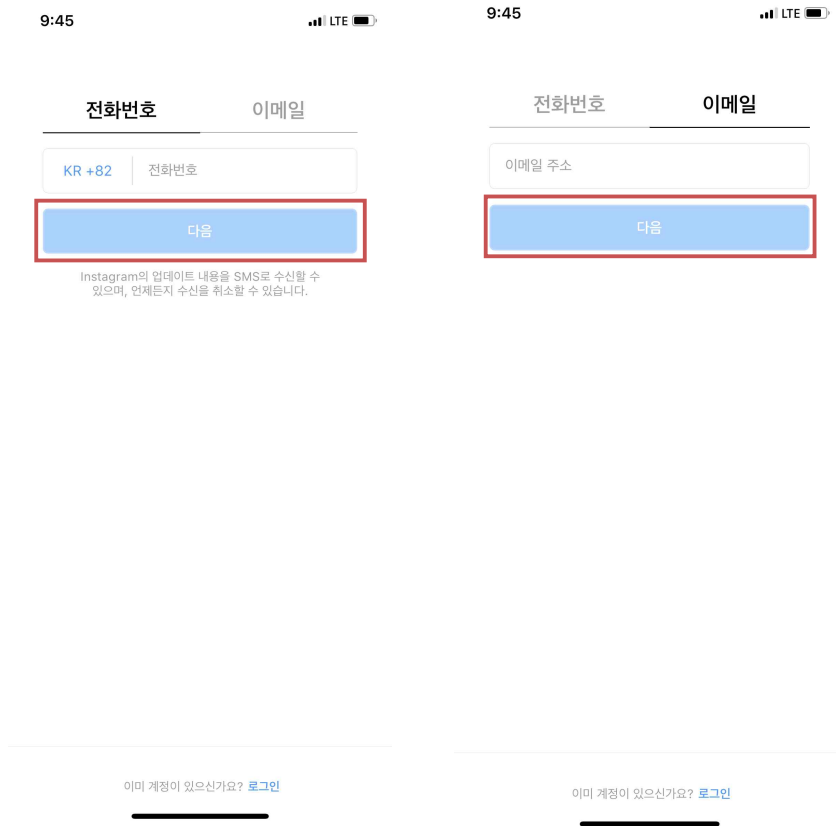 9:45
LTE
전화번호
이메일
KR +82
전화번호
다음
Instagram의 업데이트 내용을 SMS로 수신할 수
있으며, 언제든지 수신을 취소할 수 있습니다.
이미 계정이 있으신가요? 로그인
9:45
LTE
전화번호
이메일
이메일 주소
다음
이미 계정이 있으신가요? 로그인